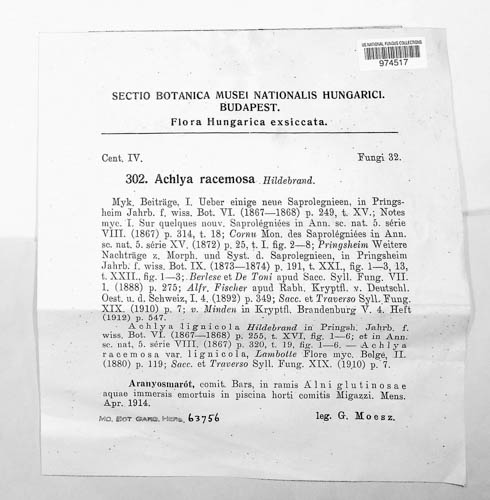 US NATIONAL FUNGUS COLLECTIONS
974517
SECTIO BOTANICA MUSEI NATIONALIS HUNGARICI.
BUDAPEST.
Flora Hungarica exsiccata.
Cent. IV. Fungi 32.
302. Achlya racemosa Hildebrand.
Myk. Beiträge, I. Ueber einige neue Saprolegnieen, in Prings-
heim Jahrb. f. wiss. Bot. VI. (1867—1868) p. 249, t. XV.; Notes
myc. I. Sur quelques nouv. Saprolégniées in Ann. sc. nat. 5. série
VIII. (1867) p. 314, t. 18; Cornu Mon. des Saprolégniées in Ann.
sc. nat. 5. série XV. (1872) p. 25, t. I. fig. 2—8; Pringsheim Weitere
Nachträge z. Morph. und Syst. d. Saprolegnieen, in Pringsheim
Jahrb. f. wiss. Bot. IX. (1873—1874) p. 191, t. XXI., fig. 1—3, 13,
t. XXII., fig. 1—3; Berlese et De Toni apud Sacc. Syll. Fung. VII.
1. (1888) p. 275; Alfr. Fischer apud Rabh. Kryptfl. v. Deutschl.
Oest. u. d. Schweiz, I. 4. (1892) p. 349; Sacc. et Traverso Syll. Fung.
XIX. (1910) p. 7; v. Minden in Kryptfl. Brandenburg V. 4. Heft
(1912) p. 547.
Achlya lignicola Hildebrand in Pringsh. Jahrb. f.
wiss. Bot. VI. (1867—1868) p. 255, t. XVI, fig. 1—6; et in Ann.
sc. nat. 5, série VIII. (1867) p. 320, t. 19, fig. 1—6. — Achlya
racemosa var. lignicola, Lambotte Flore myc. Belge, II.
(1880) p. 119; Sacc. et Traverso Syll. Fung. XIX. (1910) p. 7.
Aranyosmarót, comit. Bars, in ramis Alni glutinosae
aquae immersis emortuis in piscina horti comitis Migazzi. Mens.
Apr. 1914.
MO. BOT. GARD. HERB. 63756 leg. G. Moesz.